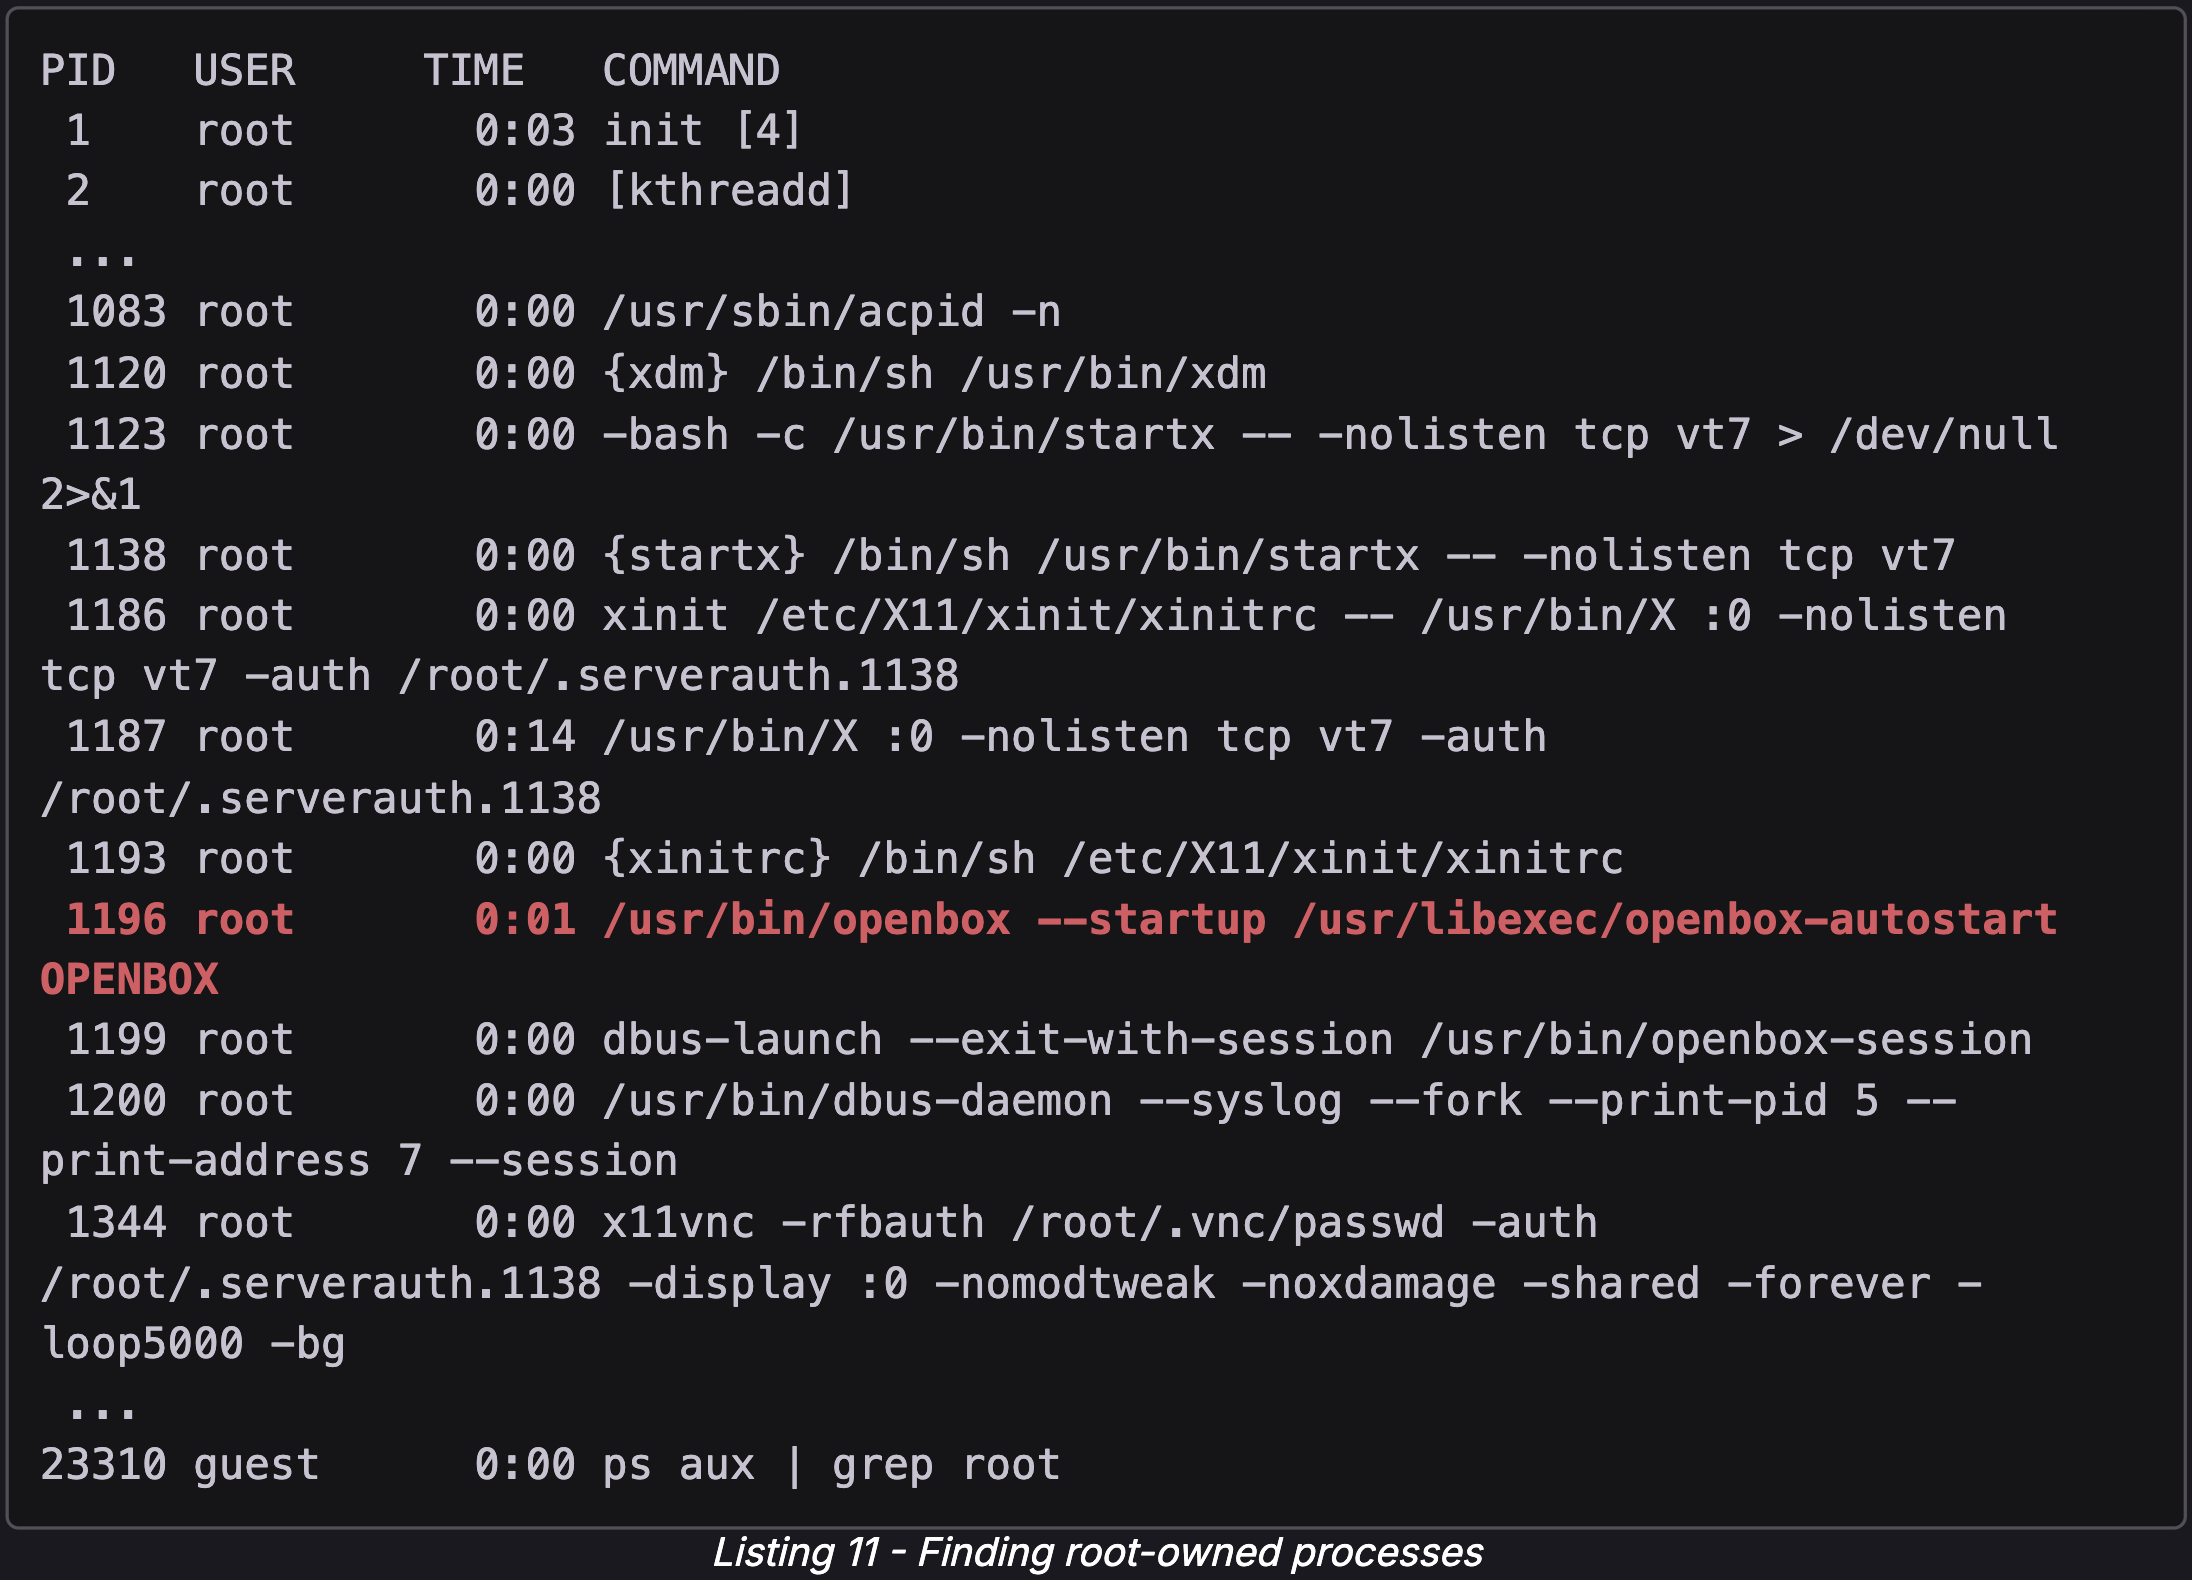 PID   USER     TIME   COMMAND
 1    root       0:03 init [4]
 2    root       0:00 [kthreadd]
 ...
 1083 root       0:00 /usr/sbin/acpid -n
 1120 root       0:00 {xdm} /bin/sh /usr/bin/xdm
 1123 root       0:00 -bash -c /usr/bin/startx -- -nolisten tcp vt7 > /dev/null
2>&1
 1138 root       0:00 {startx} /bin/sh /usr/bin/startx -- -nolisten tcp vt7
 1186 root       0:00 xinit /etc/X11/xinit/xinitrc -- /usr/bin/X :0 -nolisten
tcp vt7 -auth /root/.serverauth.1138
 1187 root       0:14 /usr/bin/X :0 -nolisten tcp vt7 -auth
/root/.serverauth.1138
 1193 root       0:00 {xinitrc} /bin/sh /etc/X11/xinit/xinitrc
 1196 root       0:01 /usr/bin/openbox --startup /usr/libexec/openbox-autostart
OPENBOX
 1199 root       0:00 dbus-launch --exit-with-session /usr/bin/openbox-session
 1200 root       0:00 /usr/bin/dbus-daemon --syslog --fork --print-pid 5 --
print-address 7 --session
 1344 root       0:00 x11vnc -rfbauth /root/.vnc/passwd -auth
/root/.serverauth.1138 -display :0 -nomodtweak -noxdamage -shared -forever -
loop5000 -bg
 ...
23310 guest      0:00 ps aux | grep root
Listing 11 - Finding root-owned processes